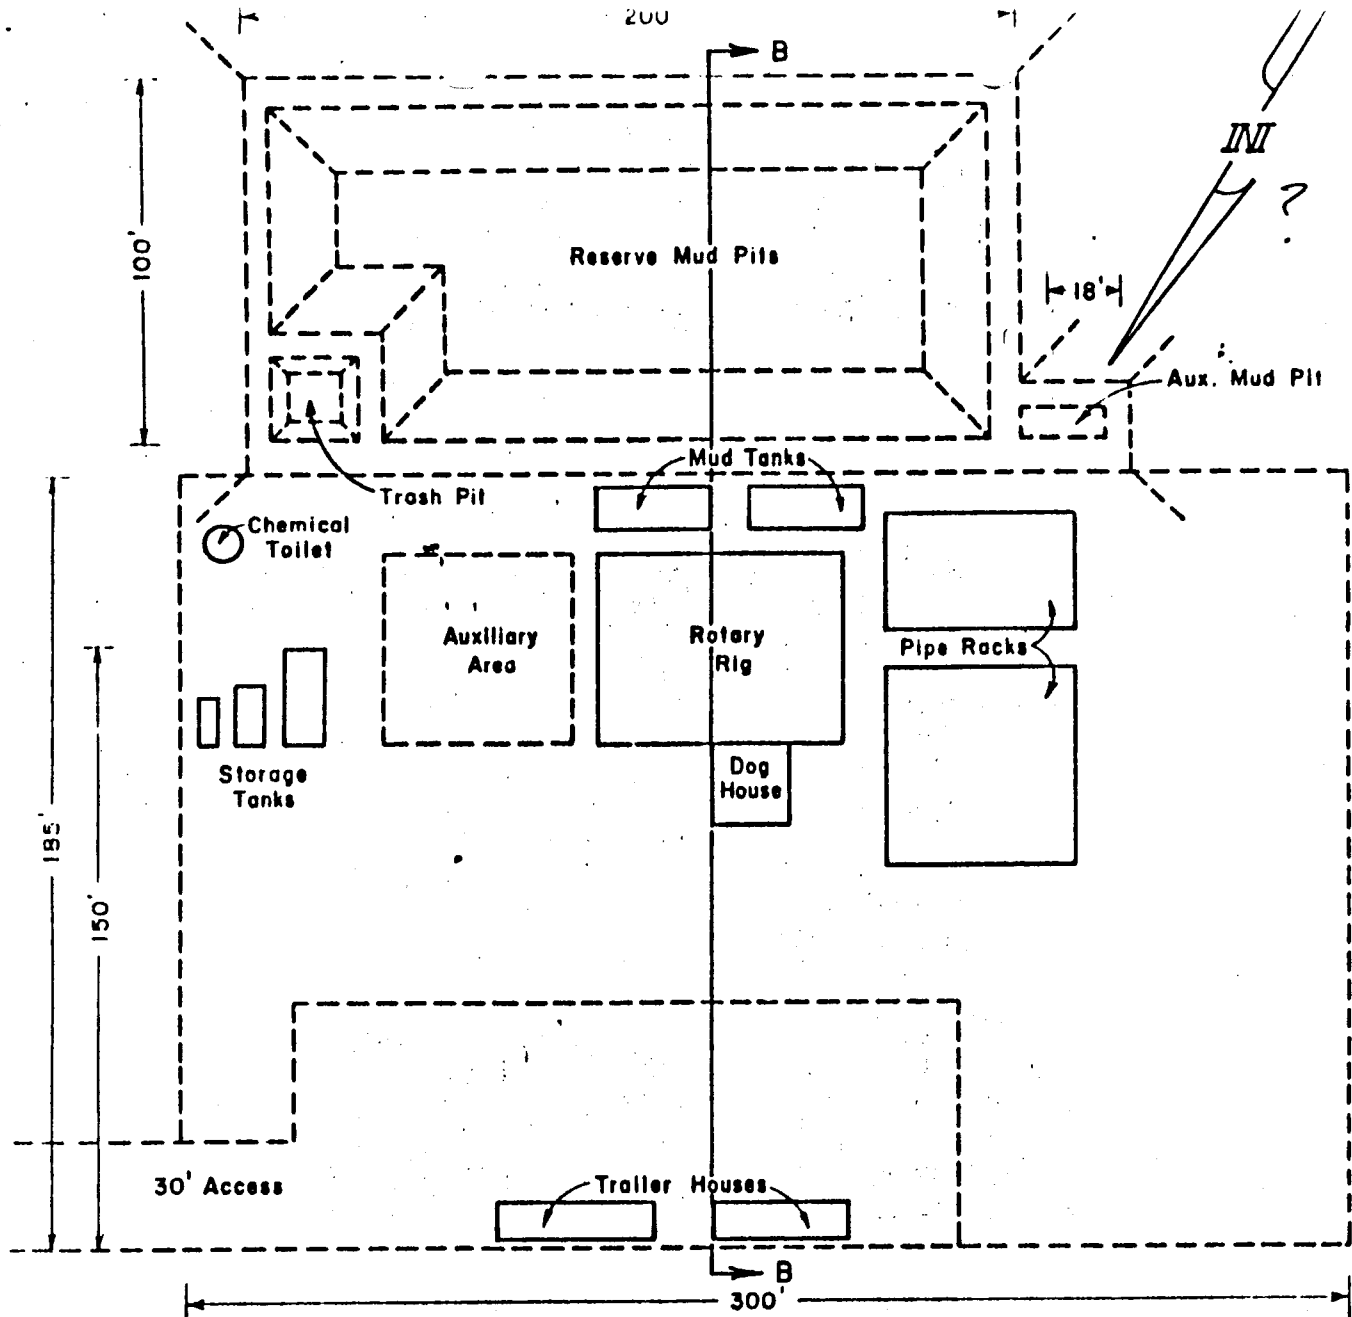 200'
B
100'
Reserve Mud Pits
N
?
18'
Aux. Mud Pit
Mud Tanks
Trash Pit
Chemical
Toilet
Auxiliary
Area
Rotary
Rig
Pipe Racks
Dog
House
Storage
Tanks
185'
150'
30' Access
Trailer Houses
B
300'